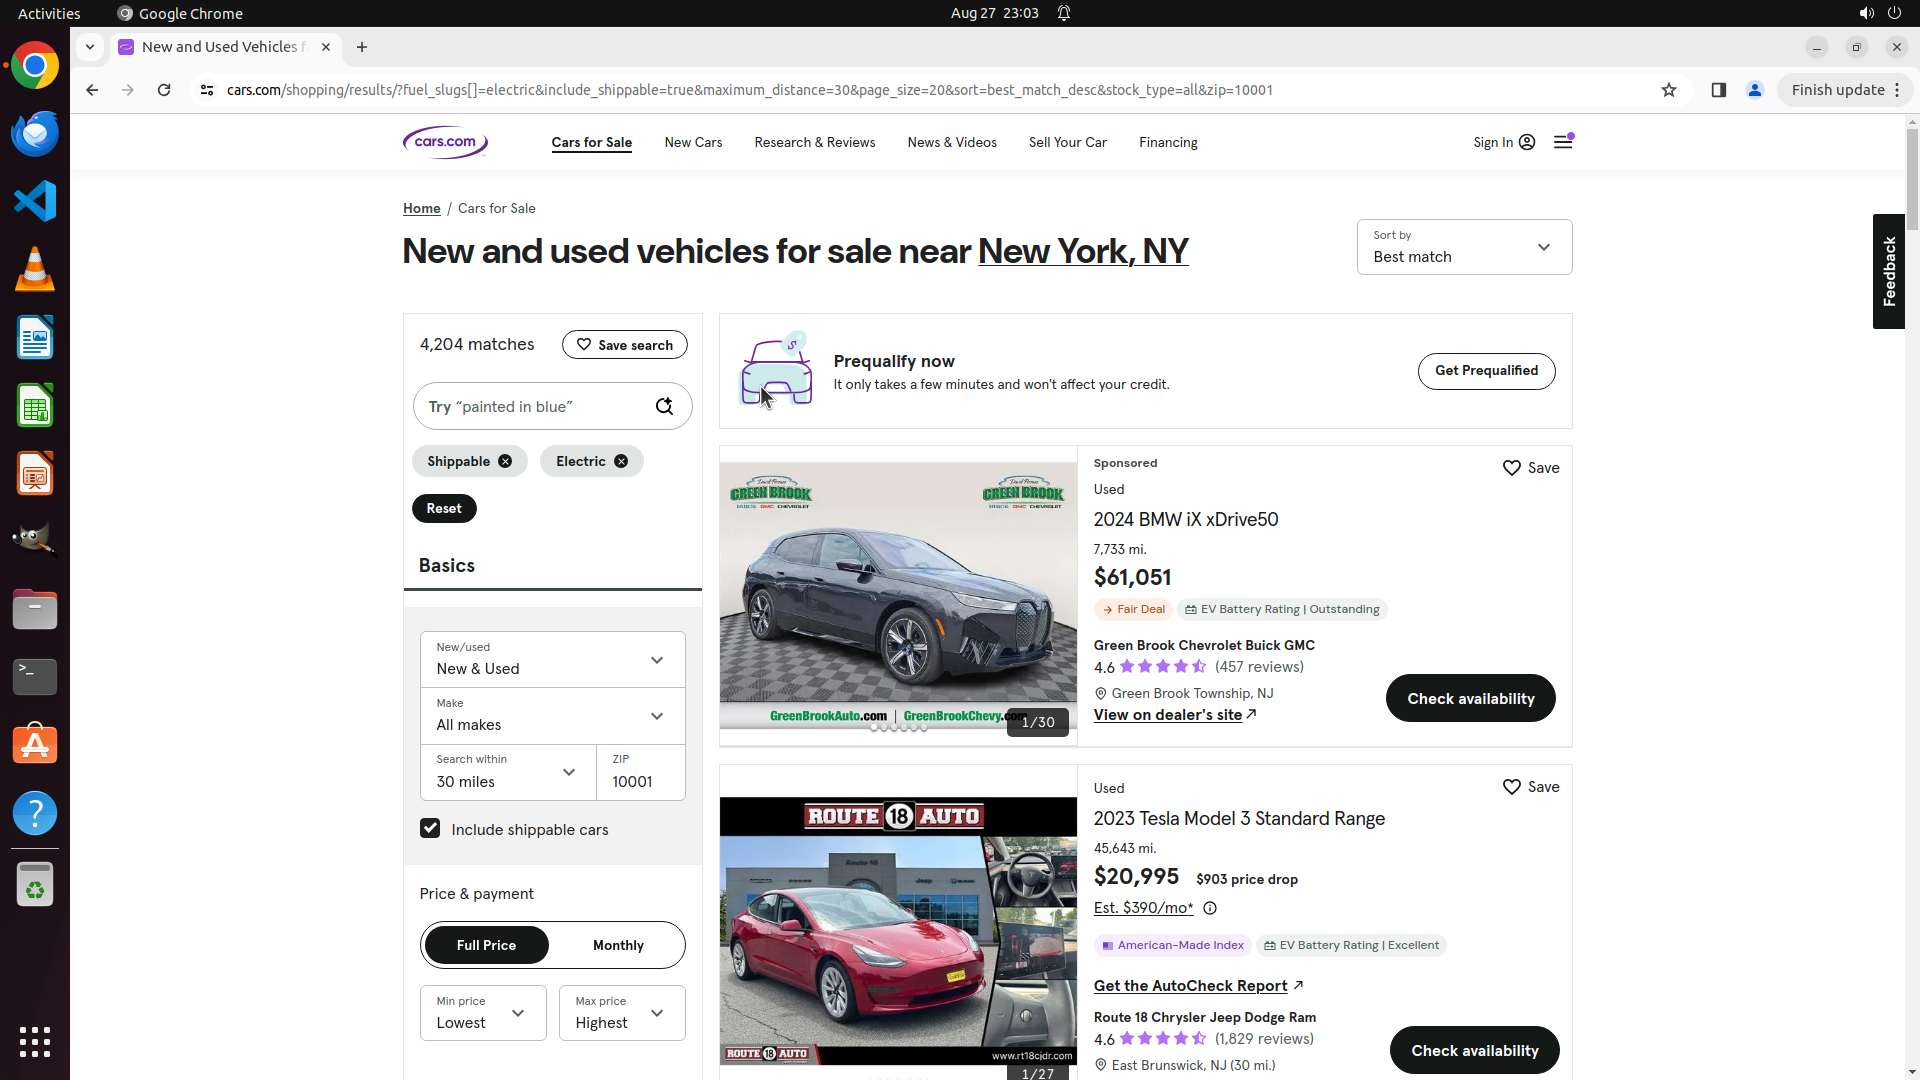 Activities
Google Chrome
Aug 27 23:03
New and Used Vehicles f
cars.com/shopping/results/?fuel_slugs[]=electric&include_shippable=true&maximum_distance=30&page_size=20&sort=best_match_desc&stock_type=all&zip=10001
Finish update
cars.com
Cars for Sale
New Cars
Research & Reviews
News & Videos
Sell Your Car
Financing
Sign In
Home / Cars for Sale
New and used vehicles for sale near New York, NY
Sort by
Best match
Feedback
4,204 matches
Save search
Try “painted in blue”
Shippable
Electric
Reset
Basics
New/used
New & Used
Make
All makes
Search within
30 miles
ZIP
10001
Include shippable cars
Price & payment
Full Price
Monthly
Min price
Lowest
Max price
Highest
Prequalify now
It only takes a few minutes and won't affect your credit.
Get Prequalified
GREEN BROOK
BUICK GMC CHEVROLET
GREEN BROOK
BUICK GMC CHEVROLET
GreenBrookAuto.com | GreenBrookChevy.com
1/30
Sponsored
Save
Used
2024 BMW iX xDrive50
7,733 mi.
$61,051
Fair Deal
EV Battery Rating | Outstanding
Green Brook Chevrolet Buick GMC
4.6
(457 reviews)
Green Brook Township, NJ
View on dealer's site
Check availability
ROUTE 18 AUTO
ROUTE 18 AUTO
www.rt18cjdr.com
1/27
Used
Save
2023 Tesla Model 3 Standard Range
45,643 mi.
$20,995
$903 price drop
Est. $390/mo*
American-Made Index
EV Battery Rating | Excellent
Get the AutoCheck Report
Route 18 Chrysler Jeep Dodge Ram
4.6
(1,829 reviews)
East Brunswick, NJ (30 mi.)
Check availability